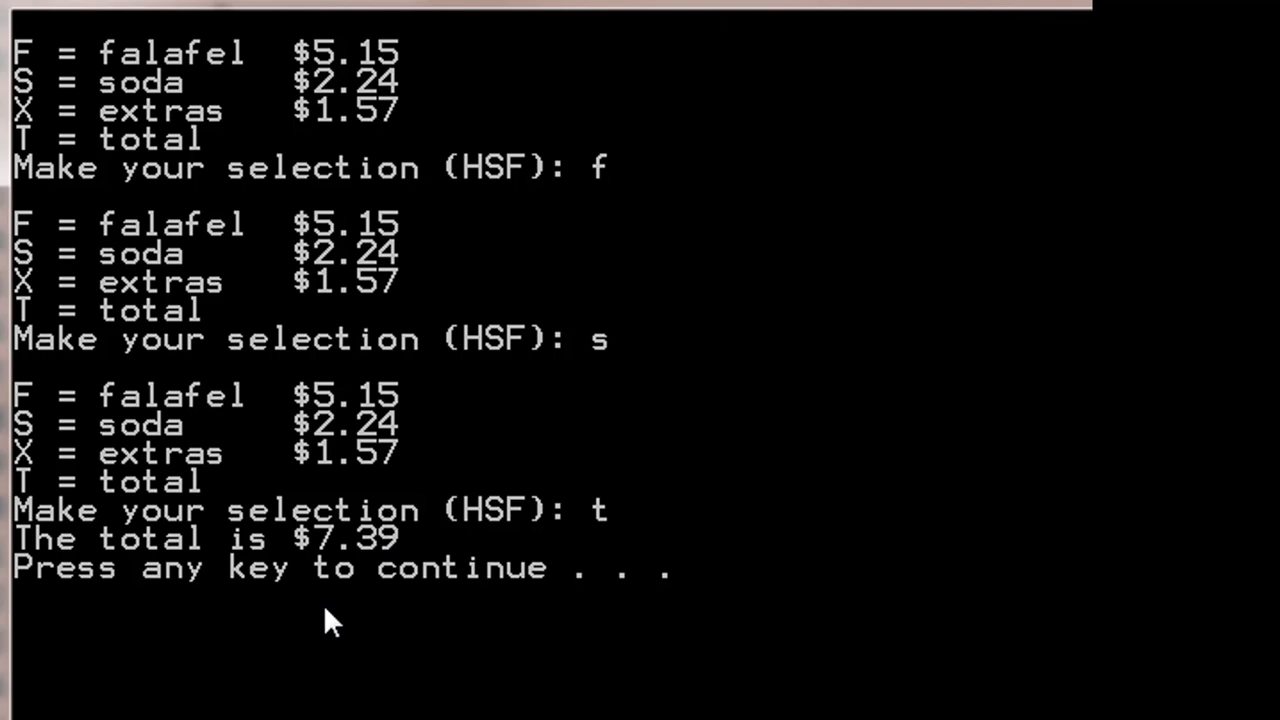 F = falafel  $5.15
S = soda     $2.24
X = extras   $1.57
T = total
Make your selection (HSF): f
F = falafel  $5.15
S = soda     $2.24
X = extras   $1.57
T = total
Make your selection (HSF): s
F = falafel  $5.15
S = soda     $2.24
X = extras   $1.57
T = total
Make your selection (HSF): t
The total is $7.39
Press any key to continue . . .